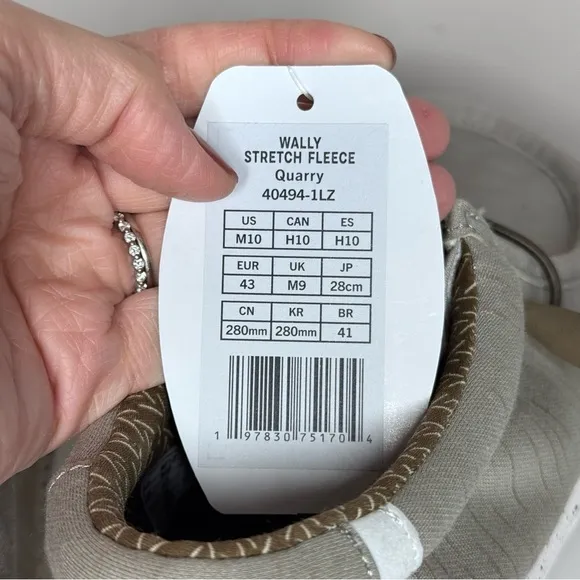 WALLY
STRETCH FLEECE
Quarry
40494-1LZ
US CAN ES
M10 H10 H10
EUR UK JP
43 M9 28cm
CN KR BR
280mm 280mm 41
1 97830 75170 4